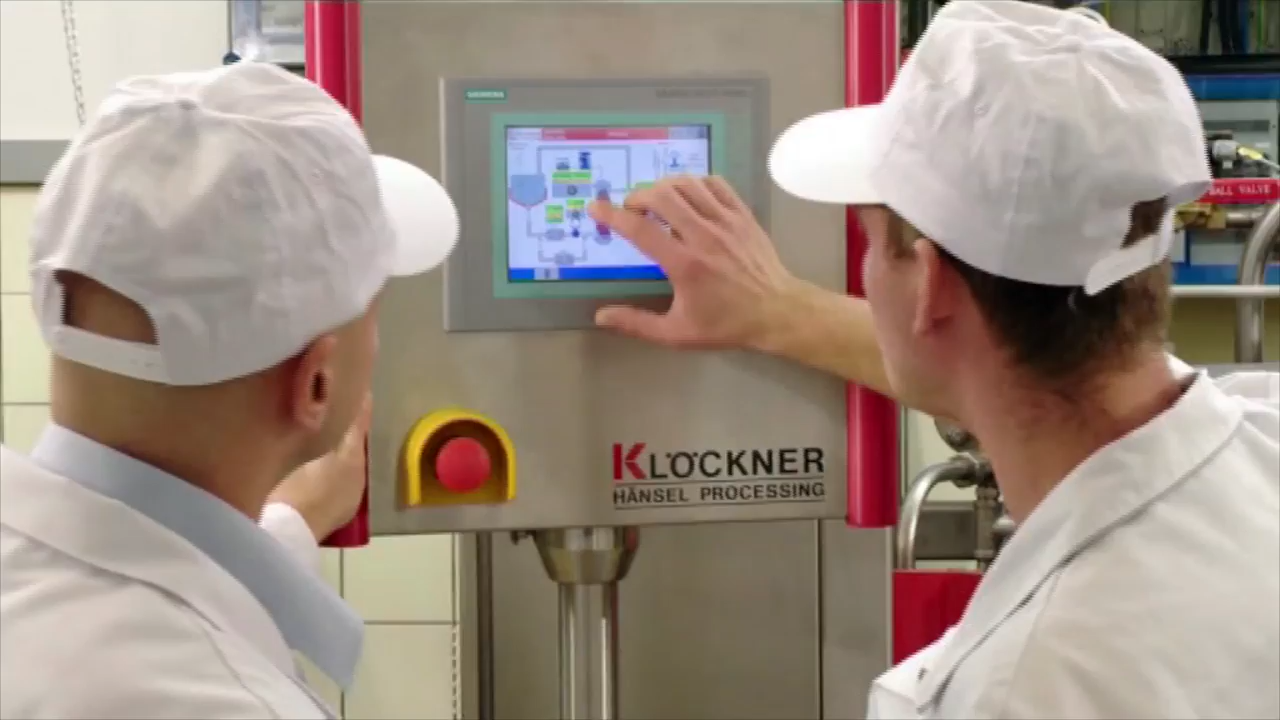 SIEMENS
BALL VALVE
KLÖCKNER
HÄNSEL PROCESSING